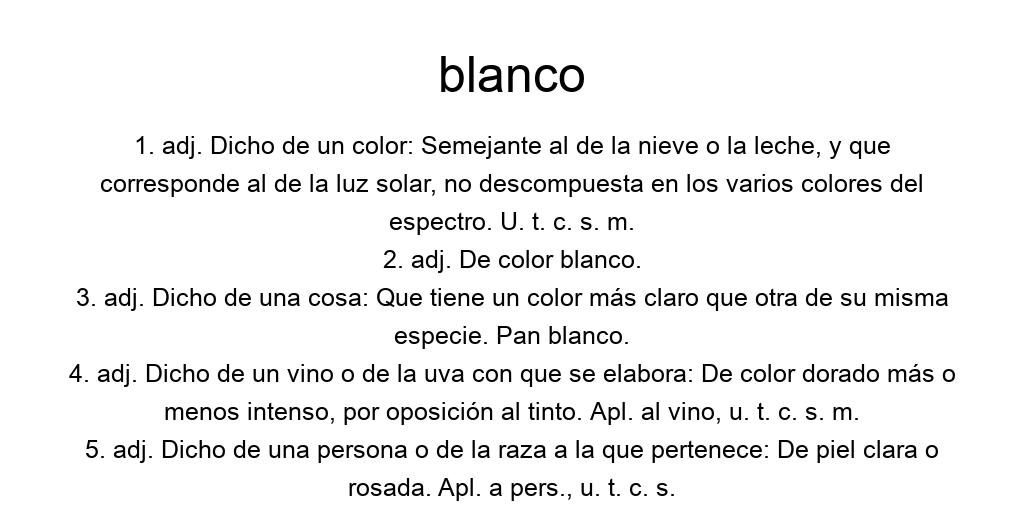 blanco
1. adj. Dicho de un color: Semejante al de la nieve o la leche, y que
corresponde al de la luz solar, no descompuesta en los varios colores del
espectro. U. t. c. s. m.
2. adj. De color blanco.
3. adj. Dicho de una cosa: Que tiene un color más claro que otra de su misma
especie. Pan blanco.
4. adj. Dicho de un vino o de la uva con que se elabora: De color dorado más o
menos intenso, por oposición al tinto. Apl. al vino, u. t. c. s. m.
5. adj. Dicho de una persona o de la raza a la que pertenece: De piel clara o
rosada. Apl. a pers., u. t. c. s.